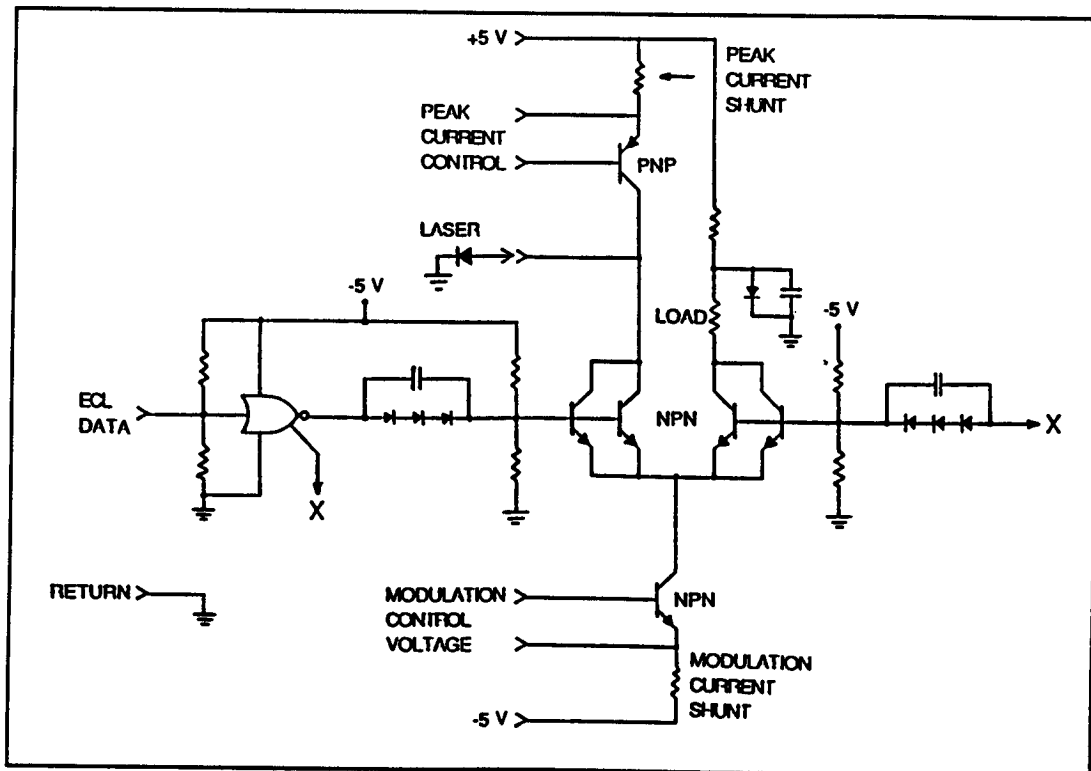 +5 V
PEAK
CURRENT
SHUNT
PEAK
CURRENT
CONTROL
PNP
LASER
-5 V
LOAD
-5 V
ECL
DATA
NPN
X
X
RETURN
MODULATION
CONTROL
VOLTAGE
NPN
MODULATION
CURRENT
SHUNT
-5 V